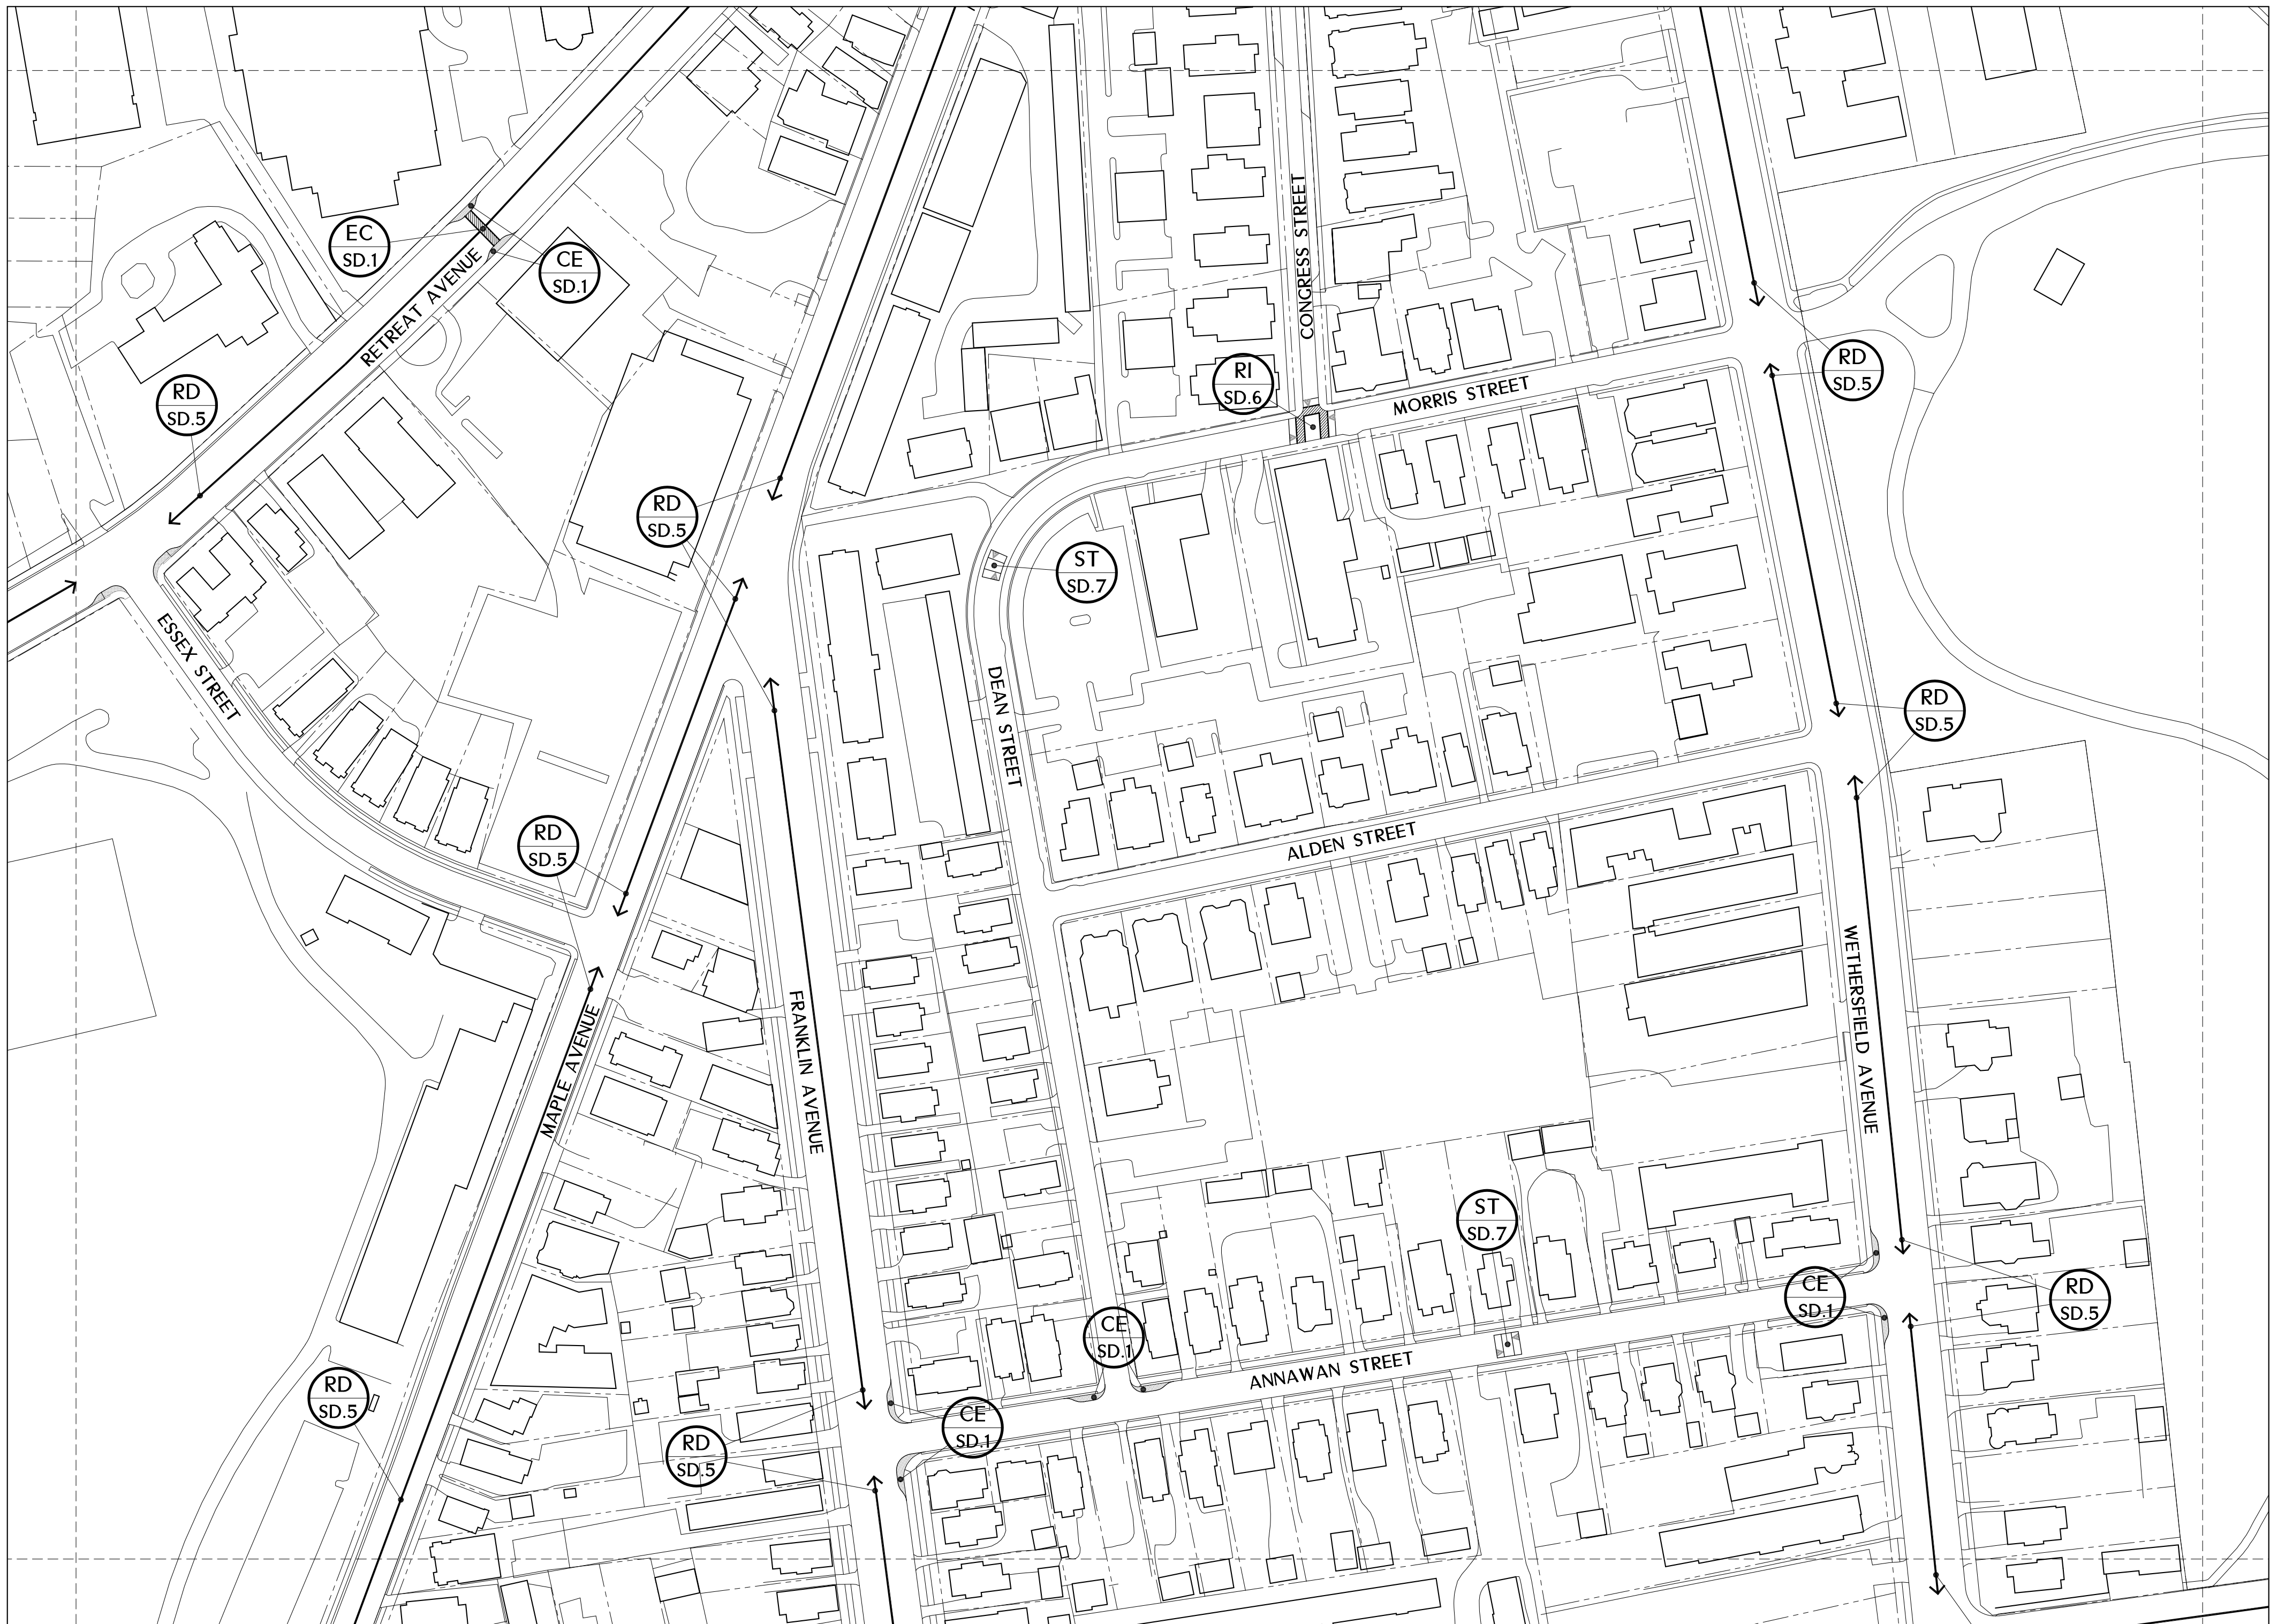 EC
SD.1
CE
SD.1
RETREAT AVENUE
CONGRESS STREET
RD
SD.5
RI
SD.6
MORRIS STREET
RD
SD.5
RD
SD.5
ST
SD.7
ESSEX STREET
DEAN STREET
RD
SD.5
RD
SD.5
ALDEN STREET
WETHERSFIELD AVENUE
MAPLE AVENUE
FRANKLIN AVENUE
ST
SD.7
CE
SD.1
RD
SD.5
CE
SD.1
ANNAWAN STREET
RD
SD.5
CE
SD.1
RD
SD.5